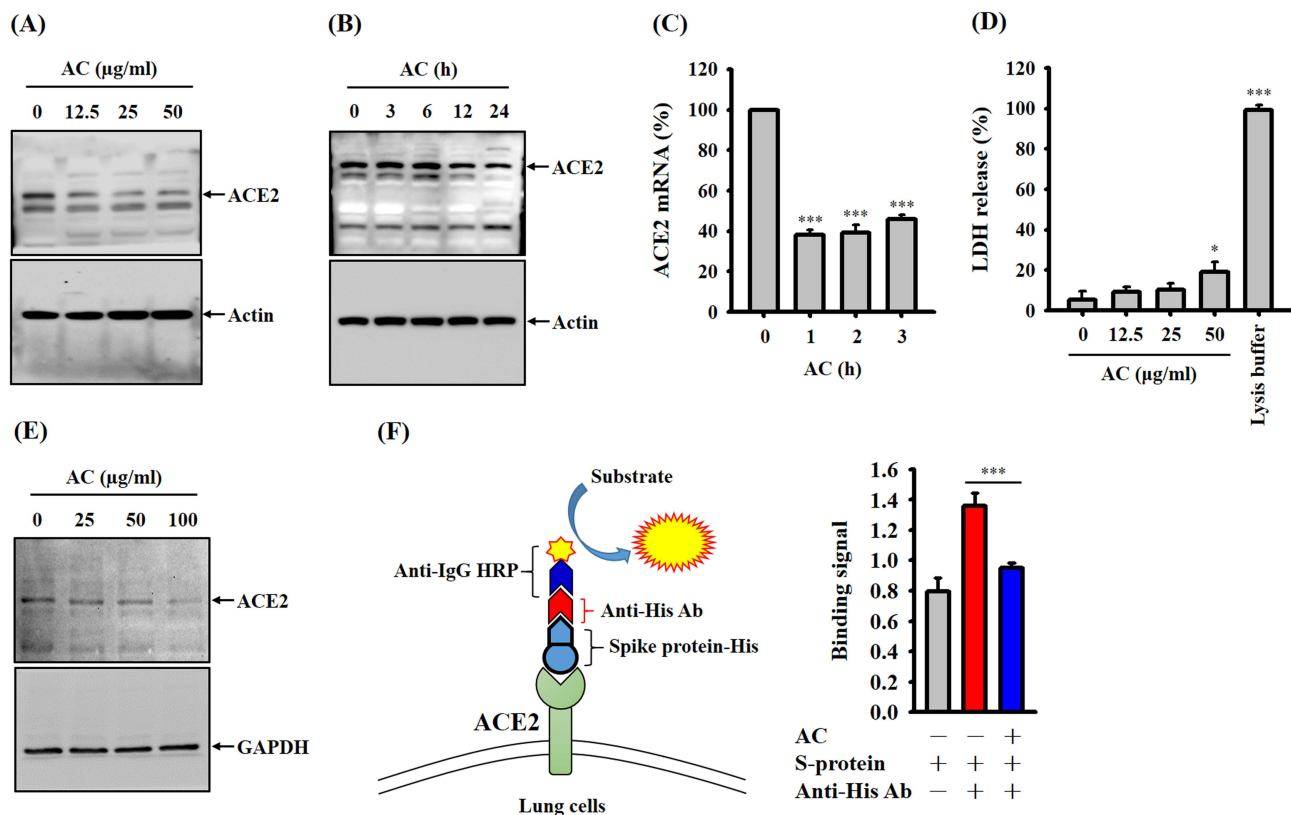 (A)
AC (µg/ml)
0 12.5 25 50
ACE2
Actin
(B)
AC (h)
0 3 6 12 24
ACE2
Actin
(C)
ACE2 mRNA (%)
120
100
80
60
40
20
0
***
***
***
0 1 2 3
AC (h)
(D)
LDH release (%)
120
100
80
60
40
20
0
*
***
0 12.5 25 50
AC (µg/ml)
Lysis buffer
(E)
AC (µg/ml)
0 25 50 100
ACE2
GAPDH
(F)
Substrate
Anti-IgG HRP
Anti-His Ab
Spike protein-His
ACE2
Lung cells
Binding signal
1.6
1.4
1.2
1.0
0.8
0.6
0.4
0.2
0.0
***
AC − − +
S-protein + + +
Anti-His Ab − + +